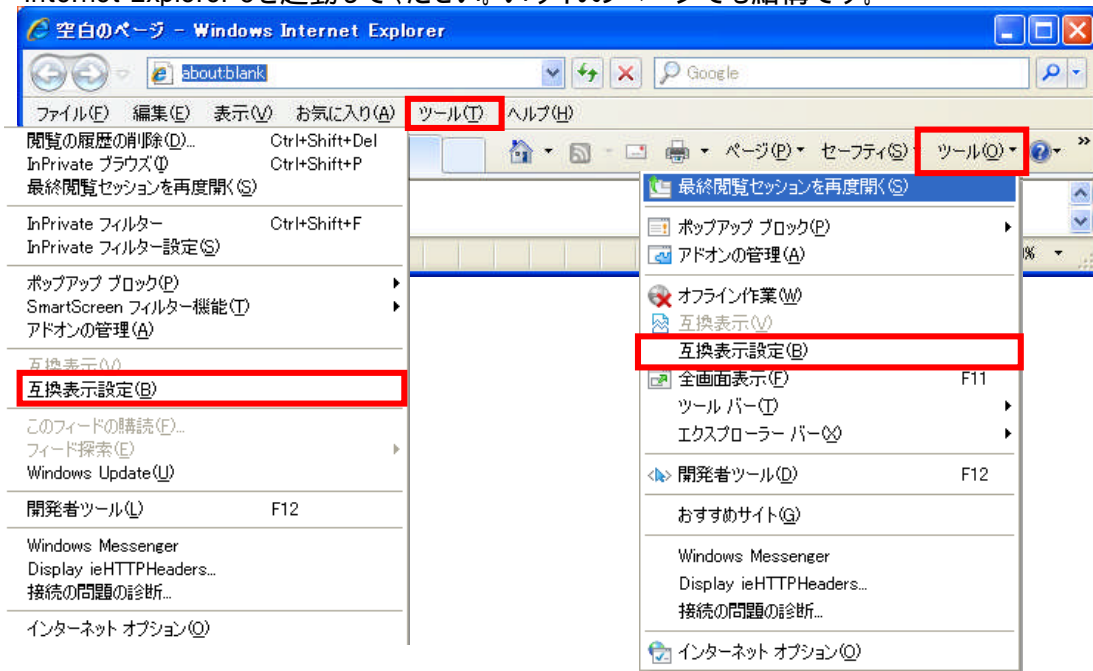 Internet Explorer 8を起動してください。いずれのページでも結構です。
空白のページ - Windows Internet Explorer
about:blank
Google
ファイル(F) 編集(E) 表示(V) お気に入り(A) ツール(T) ヘルプ(H)
ページ(P) セーフティ(S) ツール(O) »
閲覧の履歴の削除(D)... Ctrl+Shift+Del
InPrivate ブラウズ(I) Ctrl+Shift+P
最終閲覧セッションを再度開く(S)
InPrivate フィルター Ctrl+Shift+F
InPrivate フィルター設定(S)
ポップアップ ブロック(P)
SmartScreen フィルター機能(T)
アドオンの管理(A)
互換表示(V)
互換表示設定(B)
このフィードの購読(F)...
フィード探索(E)
Windows Update(U)
開発者ツール(L) F12
Windows Messenger
Display ieHTTPHeaders...
接続の問題の診断...
インターネット オプション(O)
最終閲覧セッションを再度開く(S)
ポップアップ ブロック(P)
アドオンの管理(A)
%
オフライン作業(W)
互換表示(V)
互換表示設定(B)
全画面表示(F) F11
ツール バー(T)
エクスプローラー バー(X)
開発者ツール(D) F12
おすすめサイト(G)
Windows Messenger
Display ieHTTPHeaders...
接続の問題の診断...
インターネット オプション(O)